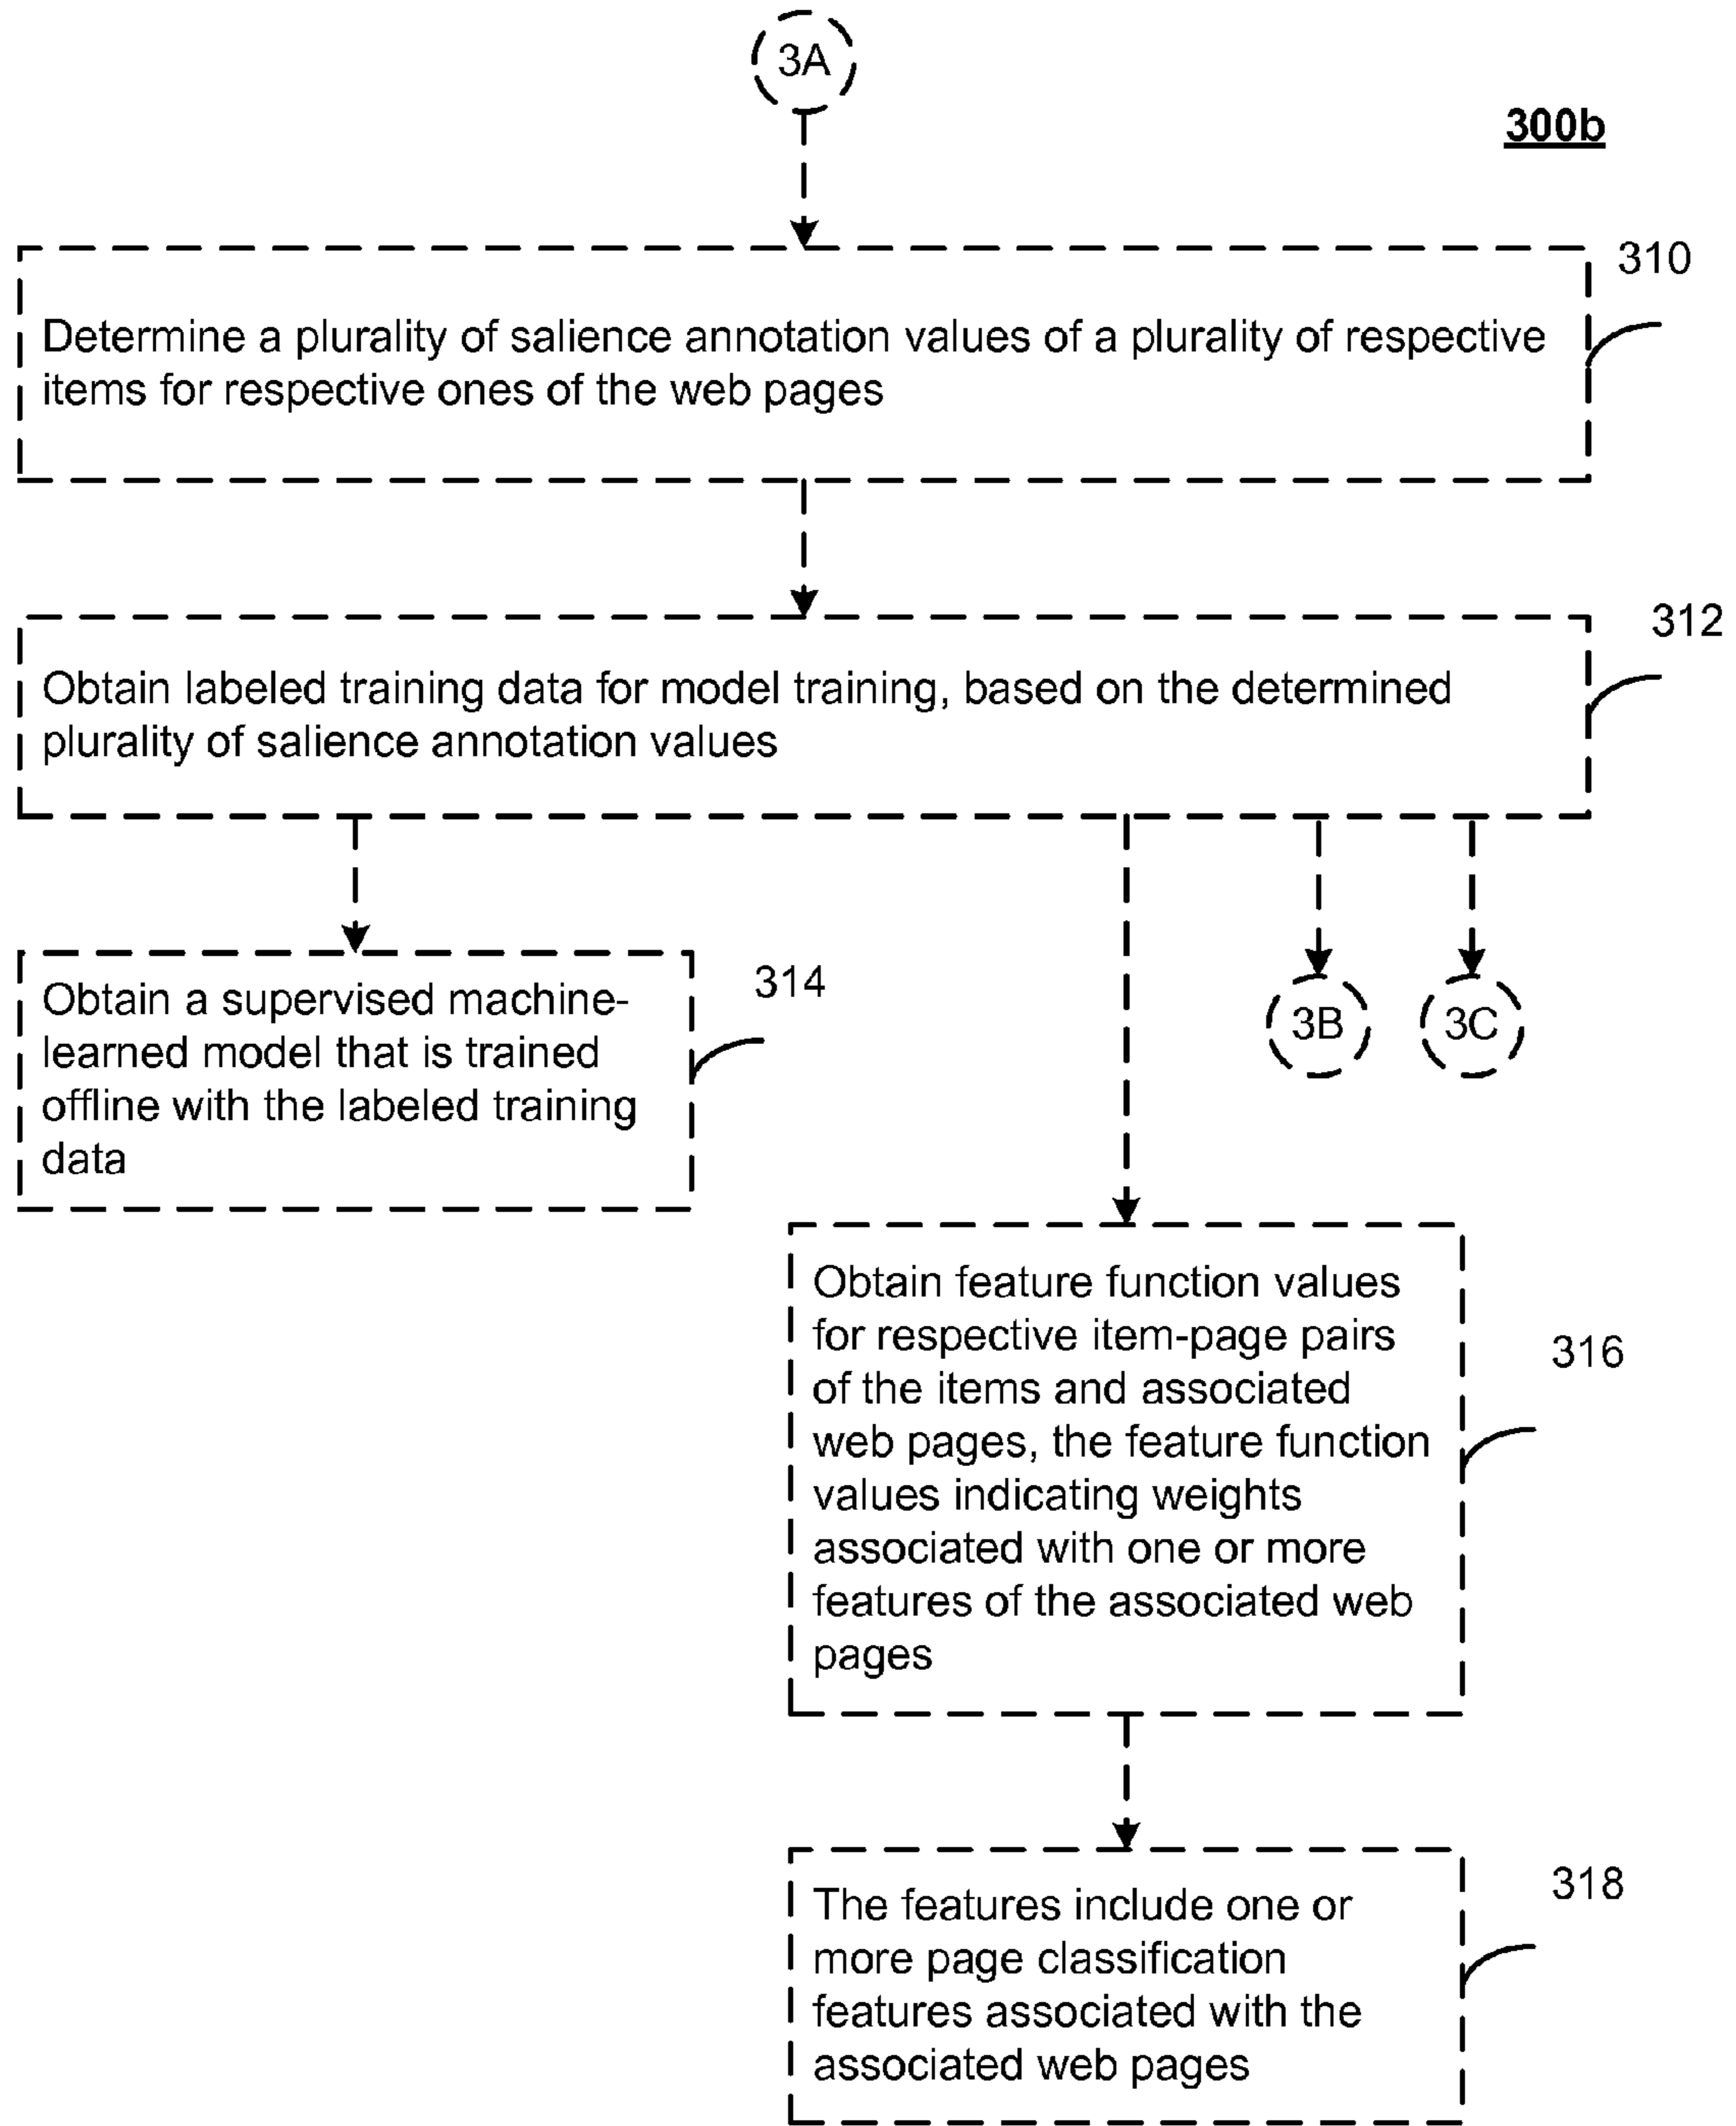 3A
300b
310
Determine a plurality of salience annotation values of a plurality of respective
items for respective ones of the web pages
312
Obtain labeled training data for model training, based on the determined
plurality of salience annotation values
314
Obtain a supervised machine-
learned model that is trained
offline with the labeled training
data
3B
3C
Obtain feature function values
for respective item-page pairs
of the items and associated
web pages, the feature function
values indicating weights
associated with one or more
features of the associated web
pages
316
The features include one or
more page classification
features associated with the
associated web pages
318